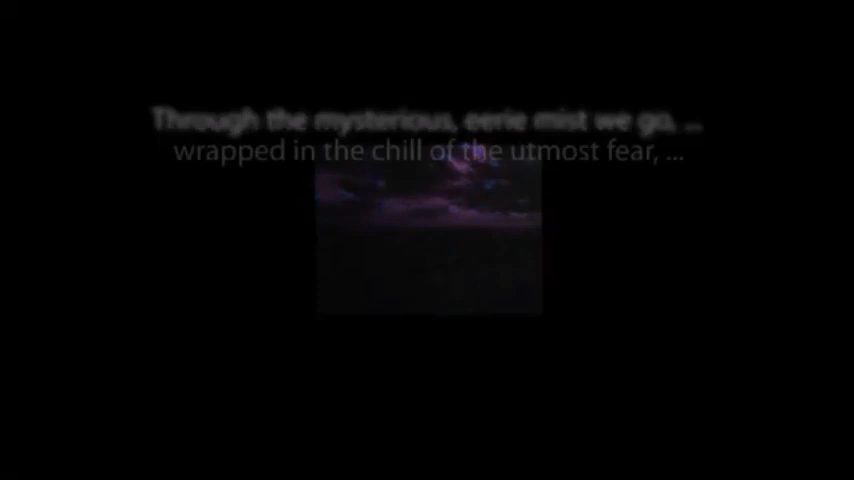 Through the mysterious, eerie mist we go, ...
wrapped in the chill of the utmost fear, ...